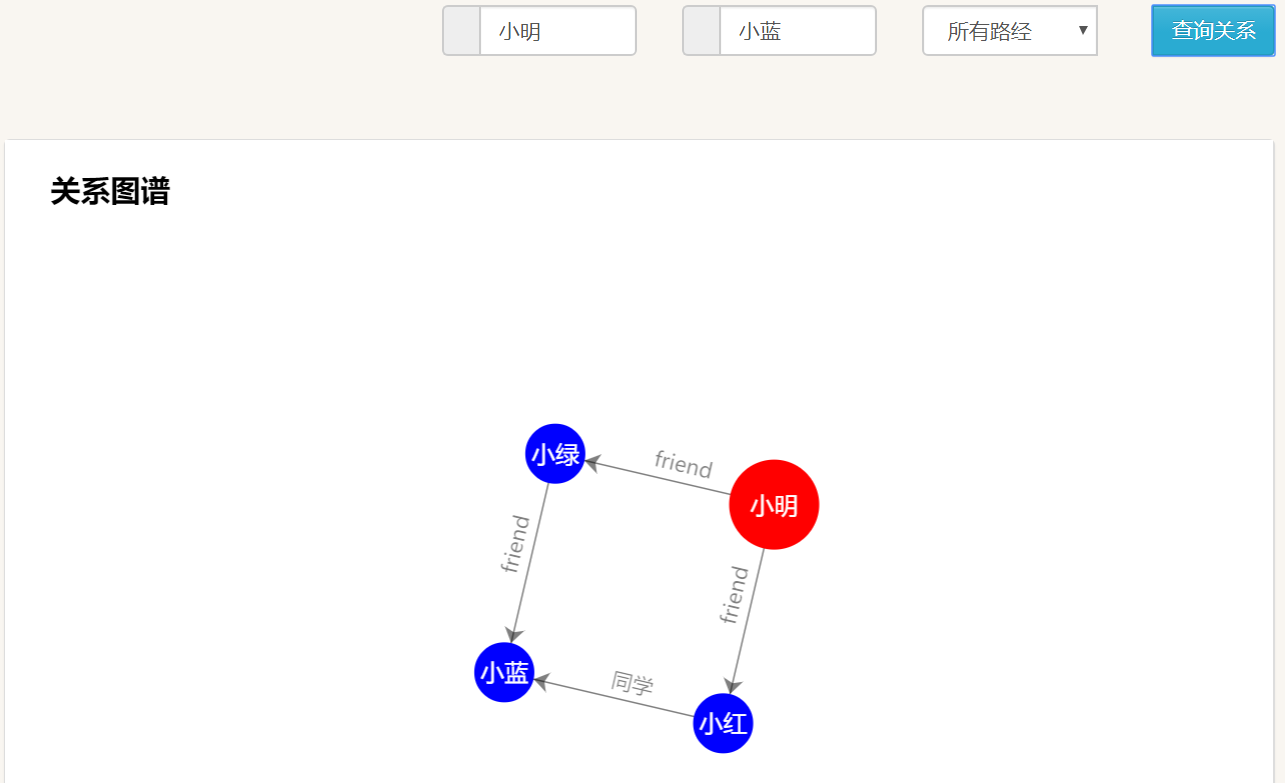 小明 小蓝 所有路经 查询关系
关系图谱
小绿
friend
小明
friend
friend
小蓝
同学
小红